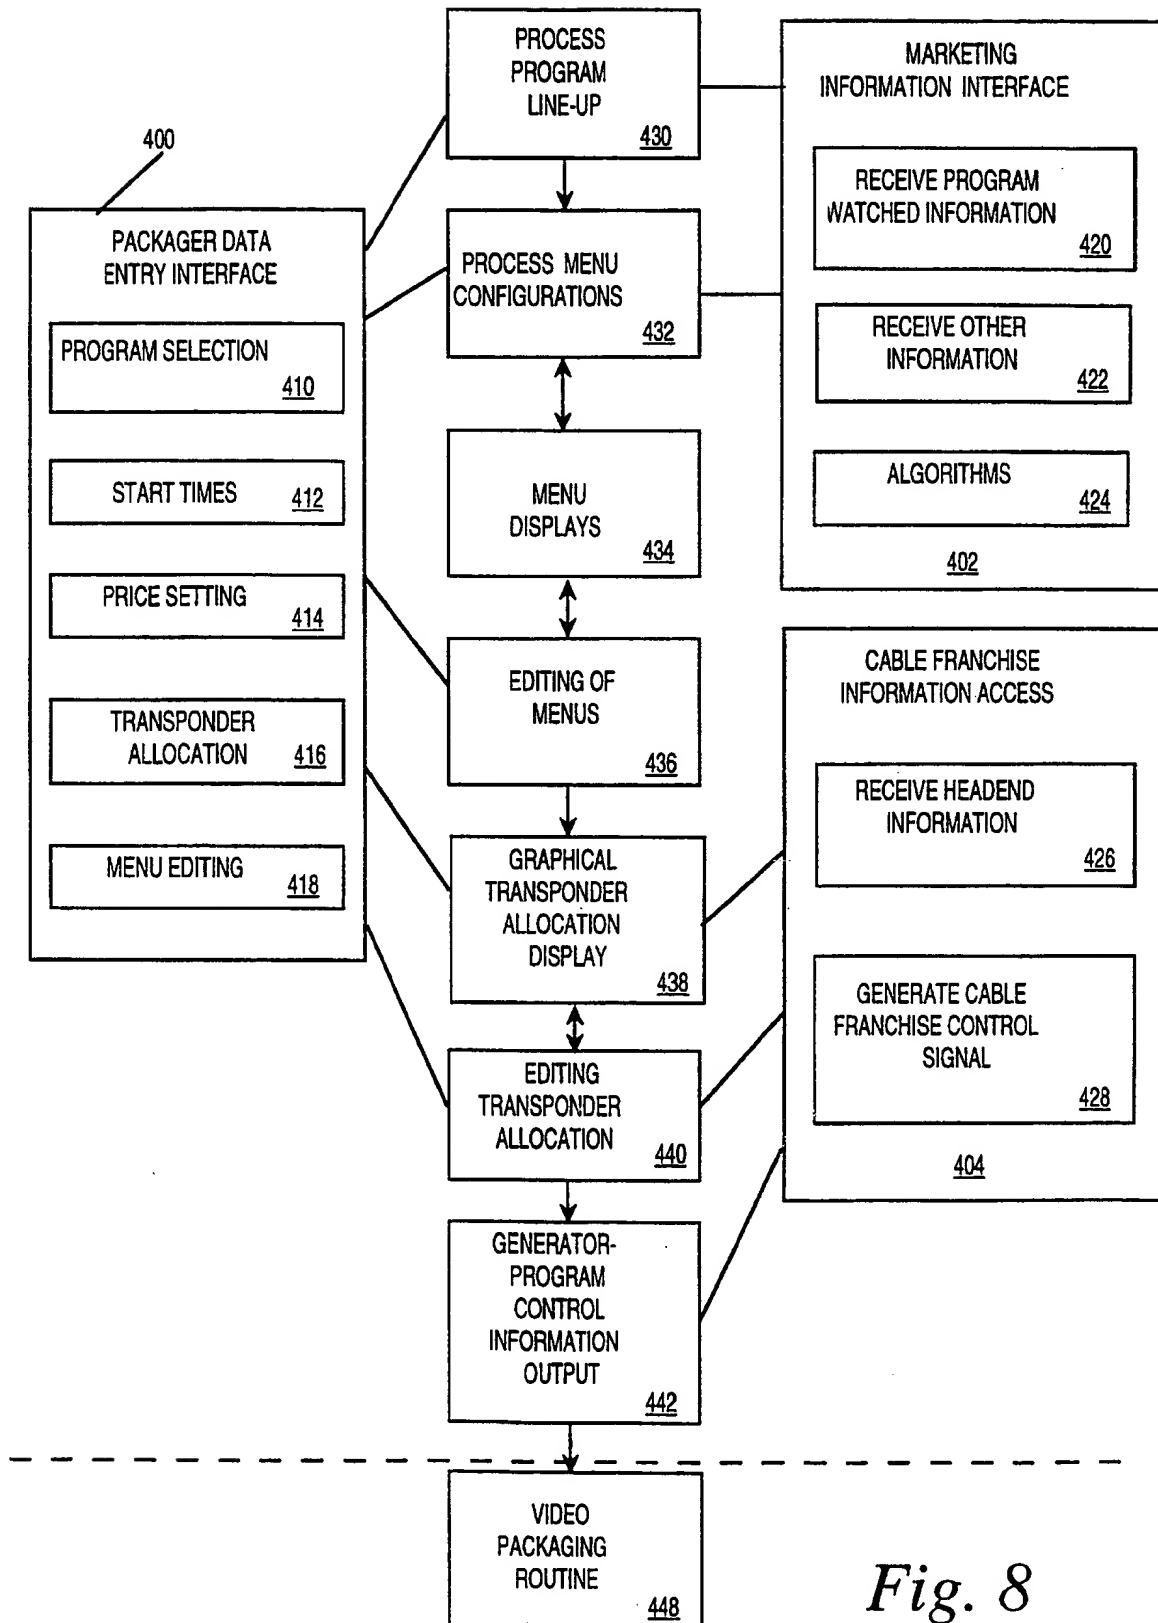 400
PACKAGER DATA
ENTRY INTERFACE
PROGRAM SELECTION
410
START TIMES
412
PRICE SETTING
414
TRANSPONDER
ALLOCATION
416
MENU EDITING
418
PROCESS
PROGRAM
LINE-UP
430
PROCESS MENU
CONFIGURATIONS
432
MENU
DISPLAYS
434
EDITING OF
MENUS
436
GRAPHICAL
TRANSPONDER
ALLOCATION
DISPLAY
438
EDITING
TRANSPONDER
ALLOCATION
440
GENERATOR-
PROGRAM
CONTROL
INFORMATION
OUTPUT
442
VIDEO
PACKAGING
ROUTINE
448
MARKETING
INFORMATION INTERFACE
RECEIVE PROGRAM
WATCHED INFORMATION
420
RECEIVE OTHER
INFORMATION
422
ALGORITHMS
424
402
CABLE FRANCHISE
INFORMATION ACCESS
RECEIVE HEADEND
INFORMATION
426
GENERATE CABLE
FRANCHISE CONTROL
SIGNAL
428
404
Fig. 8